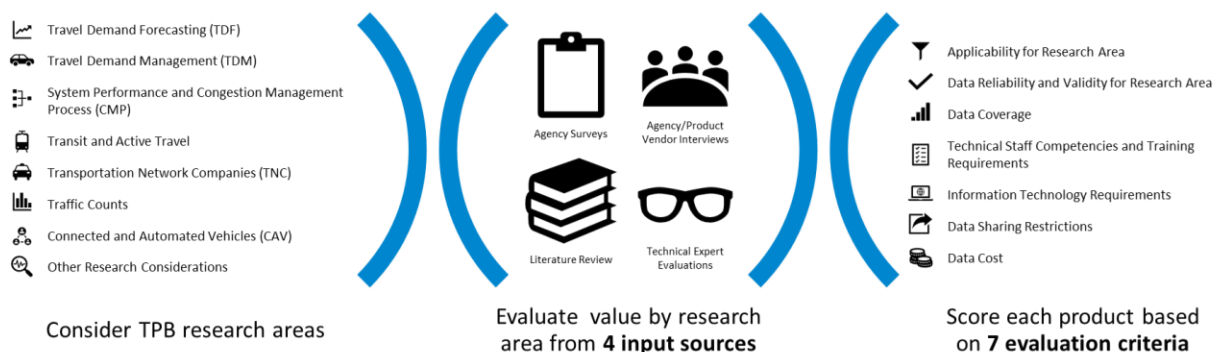 Travel Demand Forecasting (TDF)
Travel Demand Management (TDM)
System Performance and Congestion Management
Process (CMP)
Transit and Active Travel
Transportation Network Companies (TNC)
Traffic Counts
Connected and Automated Vehicles (CAV)
Other Research Considerations
Consider TPB research areas
Agency Surveys
Agency/Product
Vendor Interviews
Literature Review
Technical Expert
Evaluations
Evaluate value by research
area from 4 input sources
Applicability for Research Area
Data Reliability and Validity for Research Area
Data Coverage
Technical Staff Competencies and Training
Requirements
Information Technology Requirements
Data Sharing Restrictions
Data Cost
Score each product based
on 7 evaluation criteria